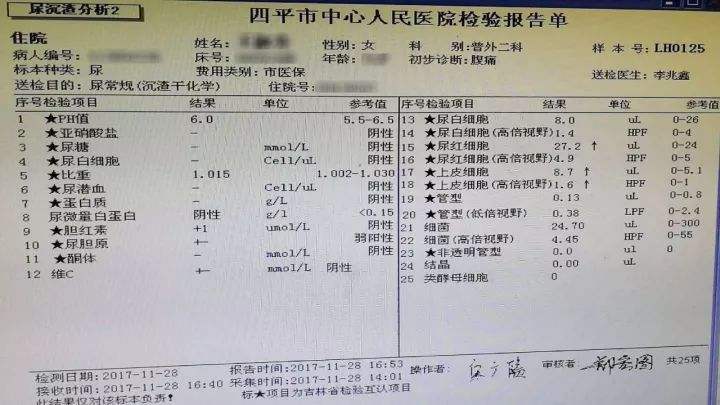 尿沉渣分析2
四平市中心人民医院检验报告单
住院
姓名: 性别: 女 科 别: 普外二科 样 本 号: LH0125
病人编号: 床号: 年龄: 初步诊断: 腹痛
标本种类: 尿 费用类别: 市医保 送检医生: 李兆鑫
送检目的: 尿常规(沉渣干化学) 住院号:
序号 检验项目 结果 单位 参考值 序号 检验项目 结果 单位 参考值
1 ★PH值 6.0 5.5-6.5 13 ★尿白细胞 8.0 uL 0-26
2 ★亚硝酸盐 - 阴性 14 ★尿白细胞(高倍视野) 1.4 HPF 0-4
3 ★尿糖 - mmol/L 阴性 15 ★尿红细胞 27.2 ↑ uL 0-24
4 ★尿白细胞 - Cell/uL 阴性 16 ★尿红细胞(高倍视野) 4.9 HPF 0-5
5 ★比重 1.015 1.002-1.030 17 ★上皮细胞 8.7 ↑ uL 0-5.1
6 ★尿潜血 - Cell/uL 阴性 18 ★上皮细胞(高倍视野) 1.6 ↑ HPF 0-1
7 ★蛋白质 - g/L 阴性 19 ★管型 0.13 uL 0-0.8
8 尿微量白蛋白 阴性 g/l <0.15 20 ★管型(低倍视野) 0.38 LPF 0-2.4
9 ★胆红素 +1 umol/L 阴性 21 细菌 24.70 uL 0-300
10 ★尿胆原 +- 弱阳性 22 细菌(高倍视野) 4.45 HPF 0-55
11 ★酮体 - mmol/L 阴性 23 ★非透明管型 0.0 uL 0
12 维C +- mmol/L 阴性 24 结晶 0.00 uL
25 类酵母细胞 0
检测日期: 2017-11-28 报告时间: 2017-11-28 16:53 操作者: 审核者: 共25项
接收时间: 2017-11-28 16:40 采集时间: 2017-11-28 14:01
此结果仅对该标本负责! 标★项目为吉林省检验互认项目